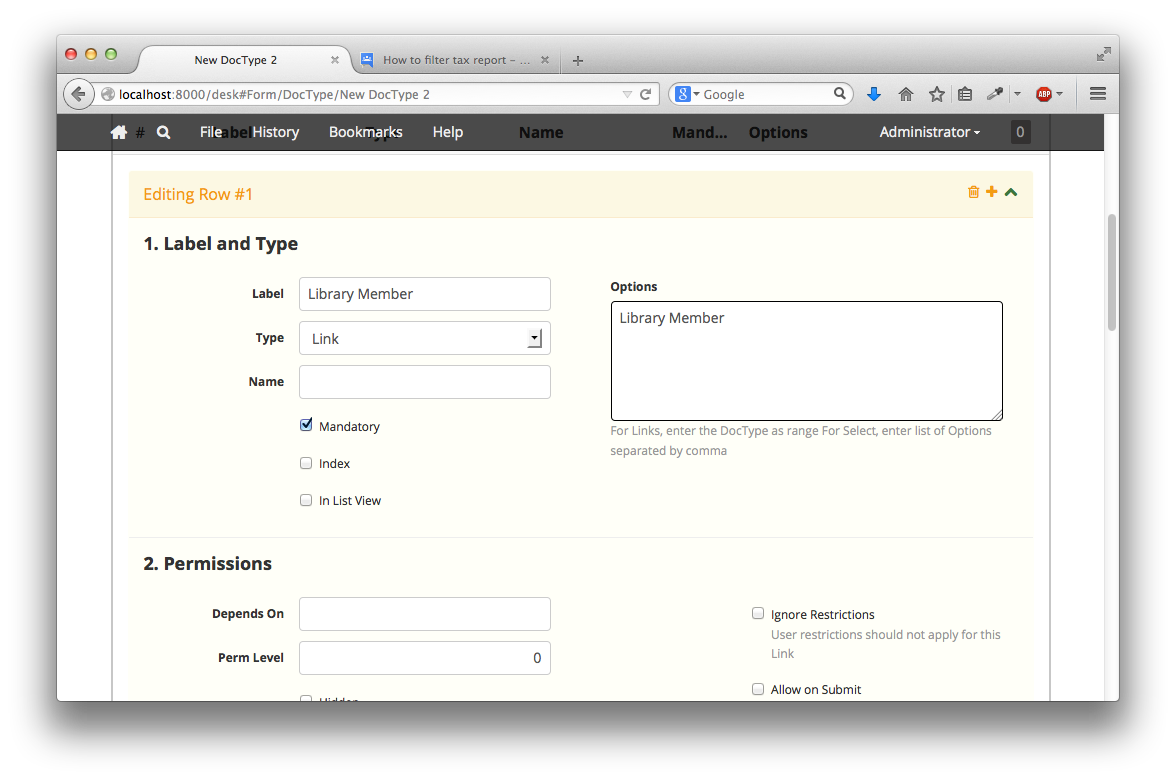 New DocType 2
How to filter tax report – ...
localhost:8000/desk#Form/DocType/New DocType 2
Google
ABP
# File Label History Bookmarks Type Help Name Mand... Options Administrator 0
Editing Row #1
1. Label and Type
Label Library Member
Type Link
Name
Mandatory
Index
In List View
Options
Library Member
For Links, enter the DocType as range For Select, enter list of Options
separated by comma
2. Permissions
Depends On
Perm Level 0
Hidden
Ignore Restrictions
User restrictions should not apply for this
Link
Allow on Submit